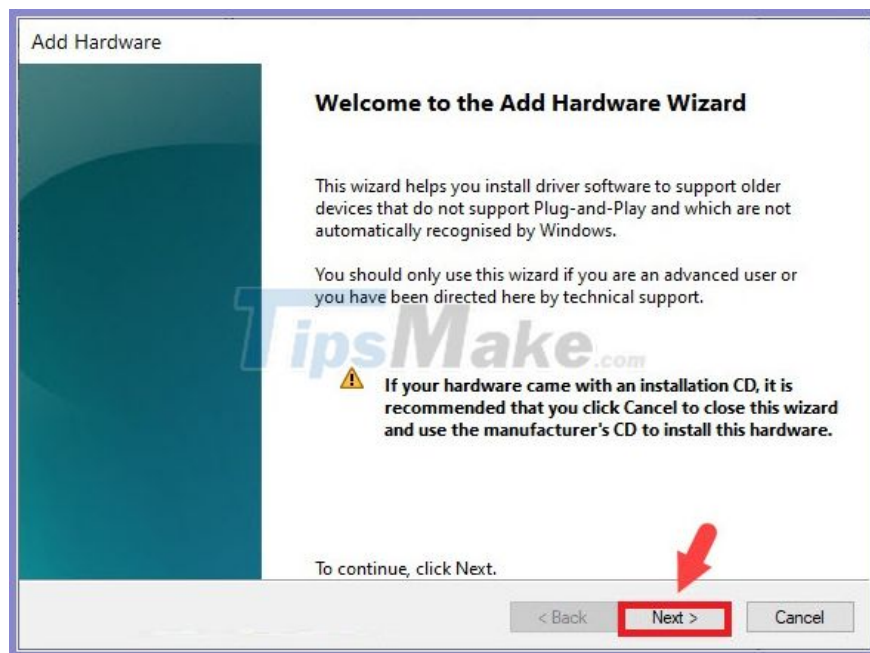 Add Hardware
Welcome to the Add Hardware Wizard
This wizard helps you install driver software to support older
devices that do not support Plug-and-Play and which are not
automatically recognised by Windows.
You should only use this wizard if you are an advanced user or
you have been directed here by technical support.
TipsMake.com
If your hardware came with an installation CD, it is
recommended that you click Cancel to close this wizard
and use the manufacturer's CD to install this hardware.
To continue, click Next.
< Back Next > Cancel